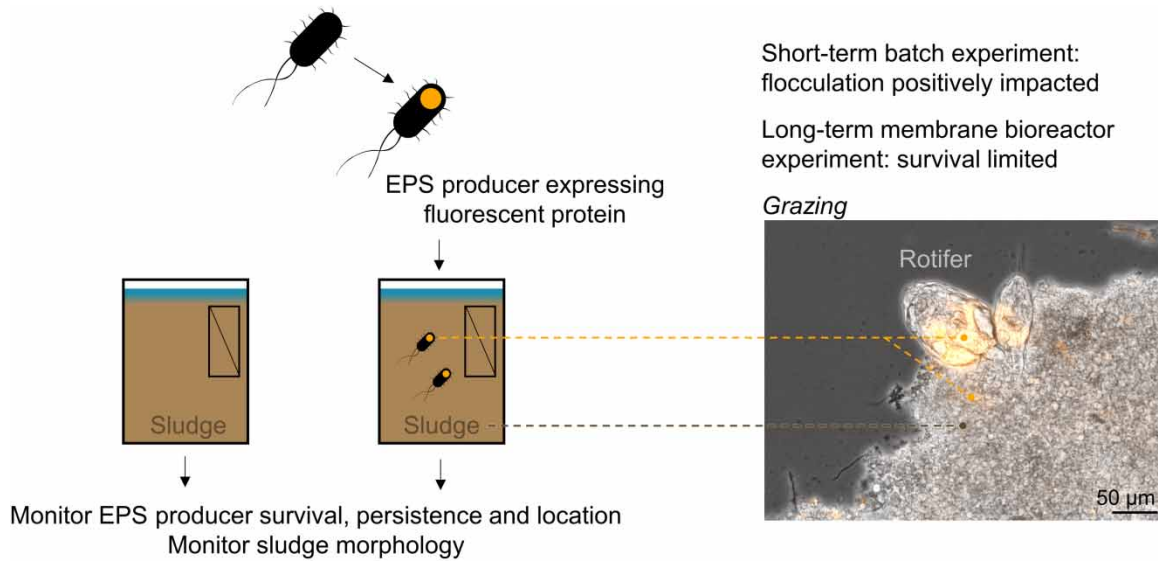 EPS producer expressing
fluorescent protein
Sludge
Sludge
Monitor EPS producer survival, persistence and location
Monitor sludge morphology
Short-term batch experiment:
flocculation positively impacted
Long-term membrane bioreactor
experiment: survival limited
Grazing
Rotifer
50 µm